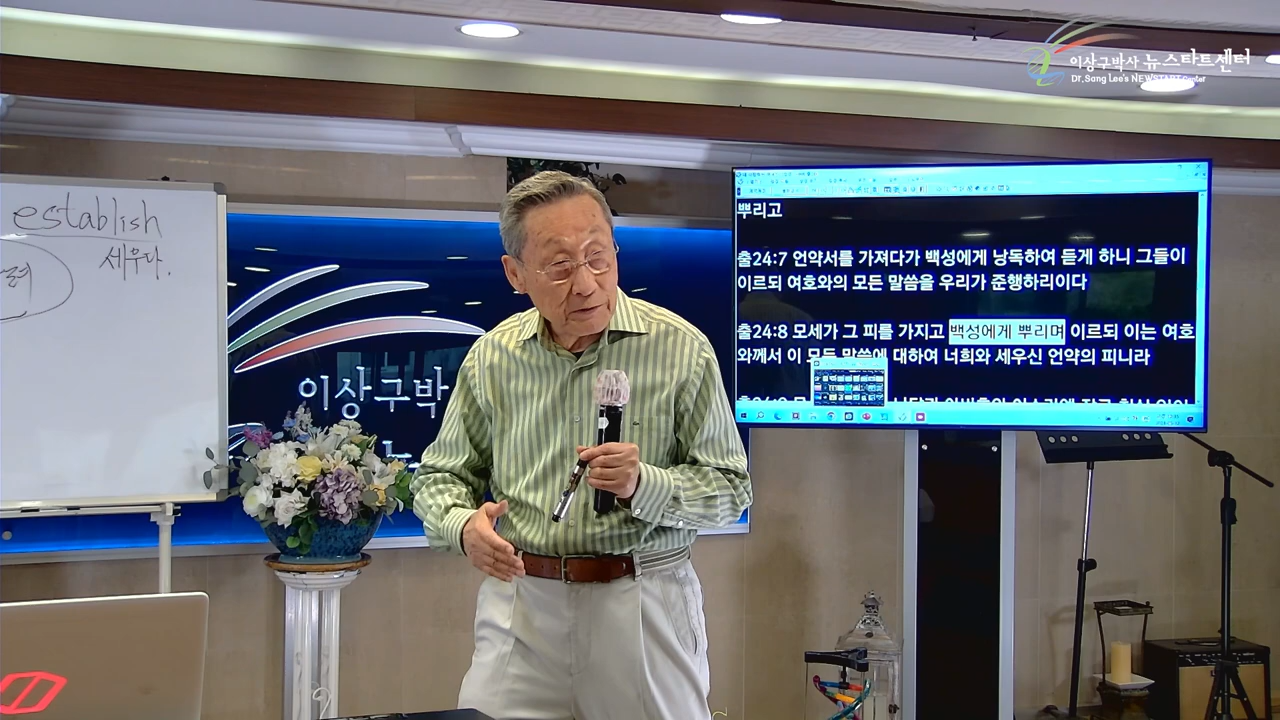 이상구박사 뉴스타트센터
Dr. Sang Lee's NEWSTART Center
establish
세우다.
이상구박
뿌리고
출24:7 언약서를 가져다가 백성에게 낭독하여 듣게 하니 그들이
이르되 여호와의 모든 말씀을 우리가 준행하리이다
출24:8 모세가 그 피를 가지고 백성에게 뿌리며 이르되 이는 여호
와께서 이 모든 말씀에 대하여 너희와 세우신 언약의 피니라